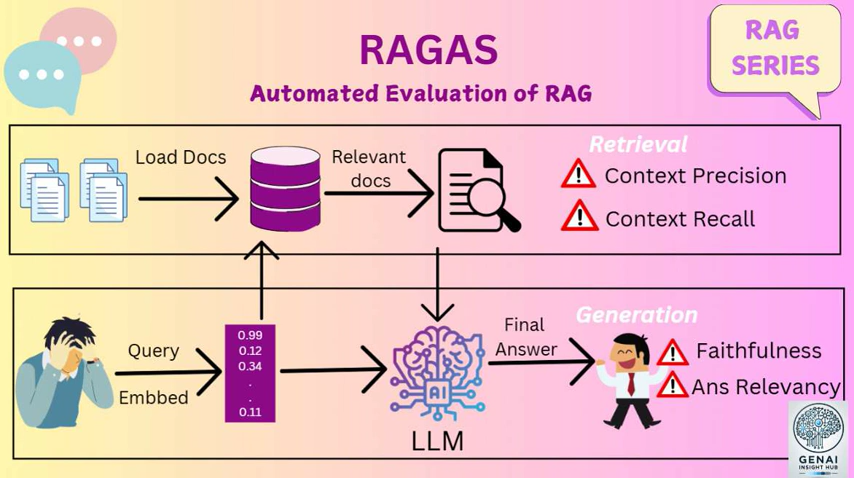 RAGAS
Automated Evaluation of RAG
RAG
SERIES
Load Docs
Relevant
docs
Retrieval
Context Precision
Context Recall
Query
Embbed
0.99
0.12
0.34
.
.
0.11
AI
LLM
Final
Answer
Generation
Faithfulness
Ans Relevancy
GENAI
INSIGHT HUB